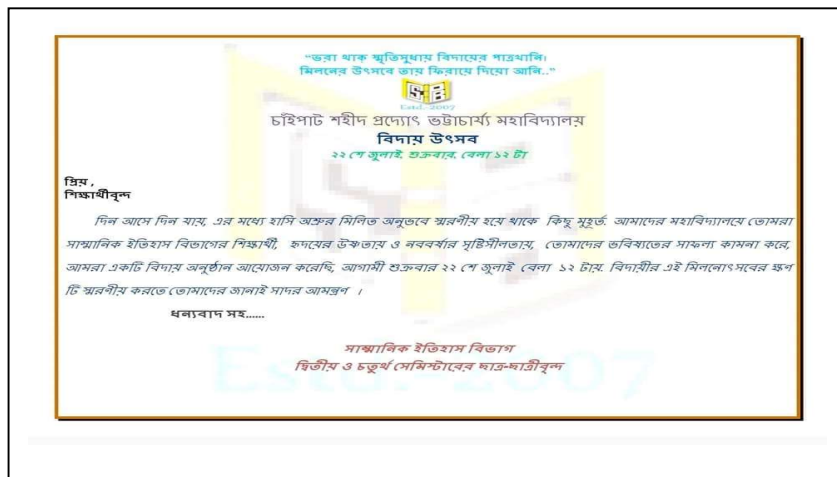 “ভরা থাক স্মৃতিসুধায় বিদায়ের পাত্রখানি।
মিলনের উৎসবে তায় ফিরায়ে দিয়ো আনি..”
SB
Estd.-2007
চাঁইপাট শহীদ প্রদ্যোৎ ভট্টাচার্য্য মহাবিদ্যালয়
বিদায় উৎসব
২২ শে জুলাই, শুক্রবার, বেলা ১২ টা
প্রিয় ,
শিক্ষার্থীবৃন্দ
দিন আসে দিন যায়, এর মধ্যে হাসি অশ্রুর মিলিত অনুভবে স্মরণীয় হয়ে থাকে কিছু মুহূর্ত. আমাদের মহাবিদ্যালয়ে তোমরা
সাম্মানিক ইতিহাস বিভাগের শিক্ষার্থী, হৃদয়ের উষ্ণতায় ও নববর্ষার সৃষ্টিসীলতায়, তোমাদের ভবিষ্যতের সাফল্য কামনা করে,
আমরা একটি বিদায় অনুষ্ঠান আয়োজন করেছি, আগামী শুক্রবার ২২ শে জুলাই বেলা ১২ টায়. বিদায়ীর এই মিলনোৎসবের ক্ষণ
টি স্মরণীয় করতে তোমাদের জানাই সাদর আমন্ত্রণ ।
ধন্যবাদ সহ......
সাম্মানিক ইতিহাস বিভাগ
দ্বিতীয় ও চতুর্থ সেমিস্টারের ছাত্র-ছাত্রীবৃন্দ
Estd.-2007